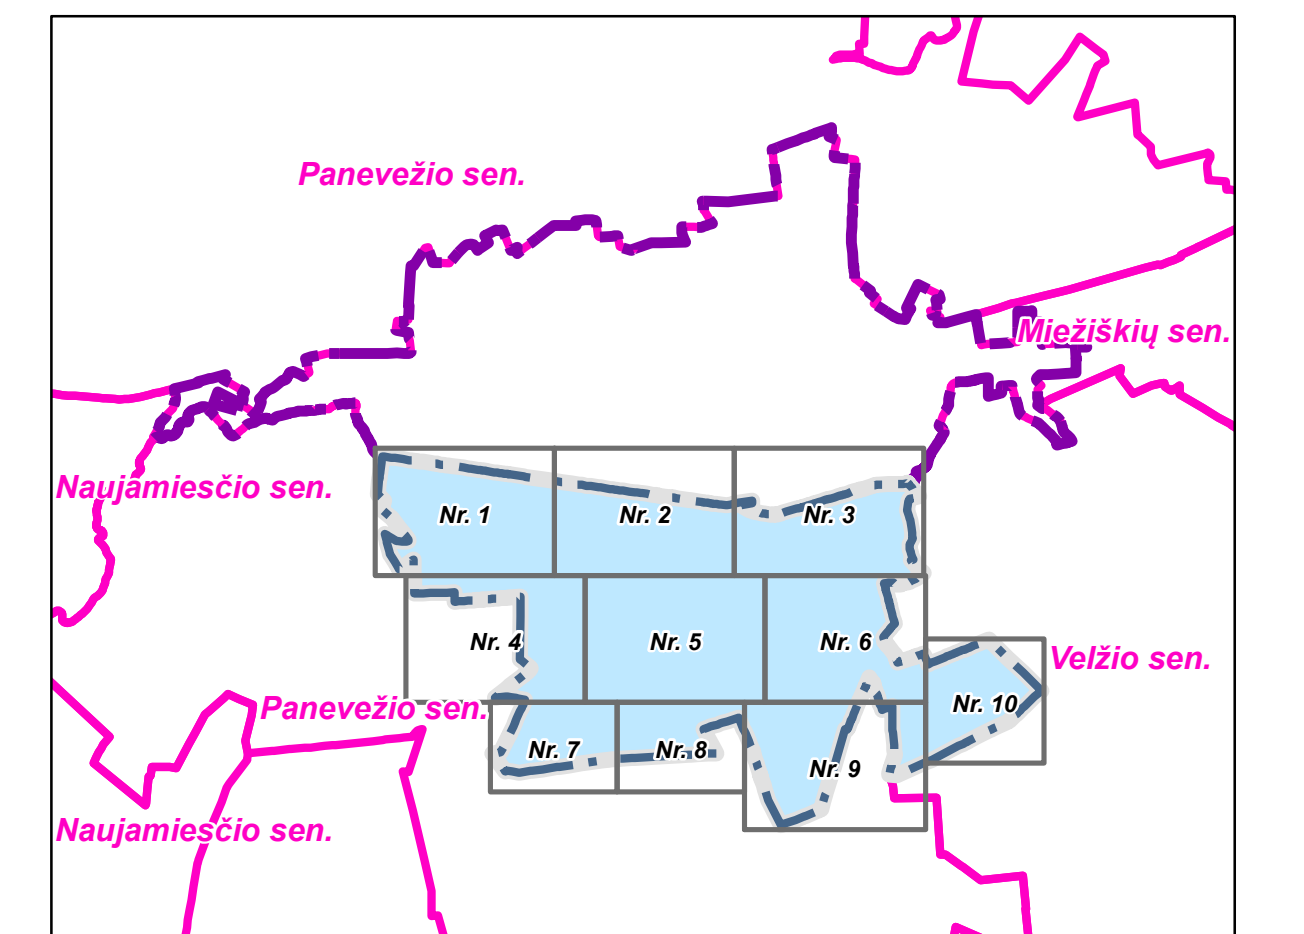 Panevėžio sen.
Miežiškių sen.
Naujamiesčio sen.
Nr. 1
Nr. 2
Nr. 3
Nr. 4
Nr. 5
Nr. 6
Velžio sen.
Panevėžio sen.
Nr. 10
Nr. 7
Nr. 8
Nr. 9
Naujamiesčio sen.